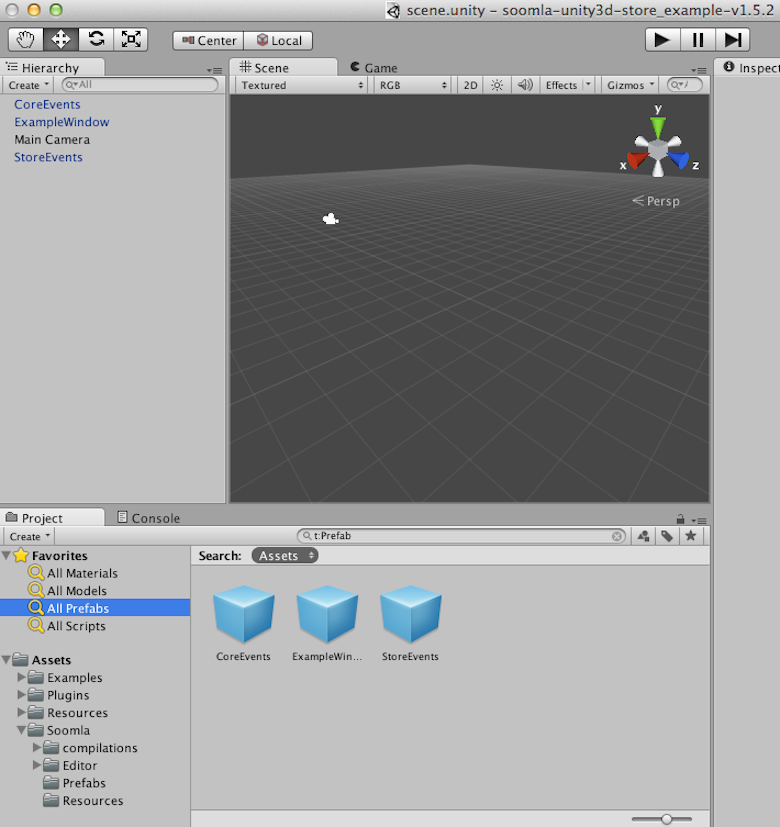 scene.unity - soomla-unity3d-store_example-v1.5.2
Center Local
Hierarchy
Create All
CoreEvents
ExampleWindow
Main Camera
StoreEvents
Scene Game
Textured RGB 2D Effects Gizmos
y
x z
Persp
Inspect
Project Console
Create t:Prefab
Favorites
All Materials
All Models
All Prefabs
All Scripts
Assets
Examples
Plugins
Resources
Soomla
compilations
Editor
Prefabs
Resources
Search: Assets
CoreEvents ExampleWin... StoreEvents